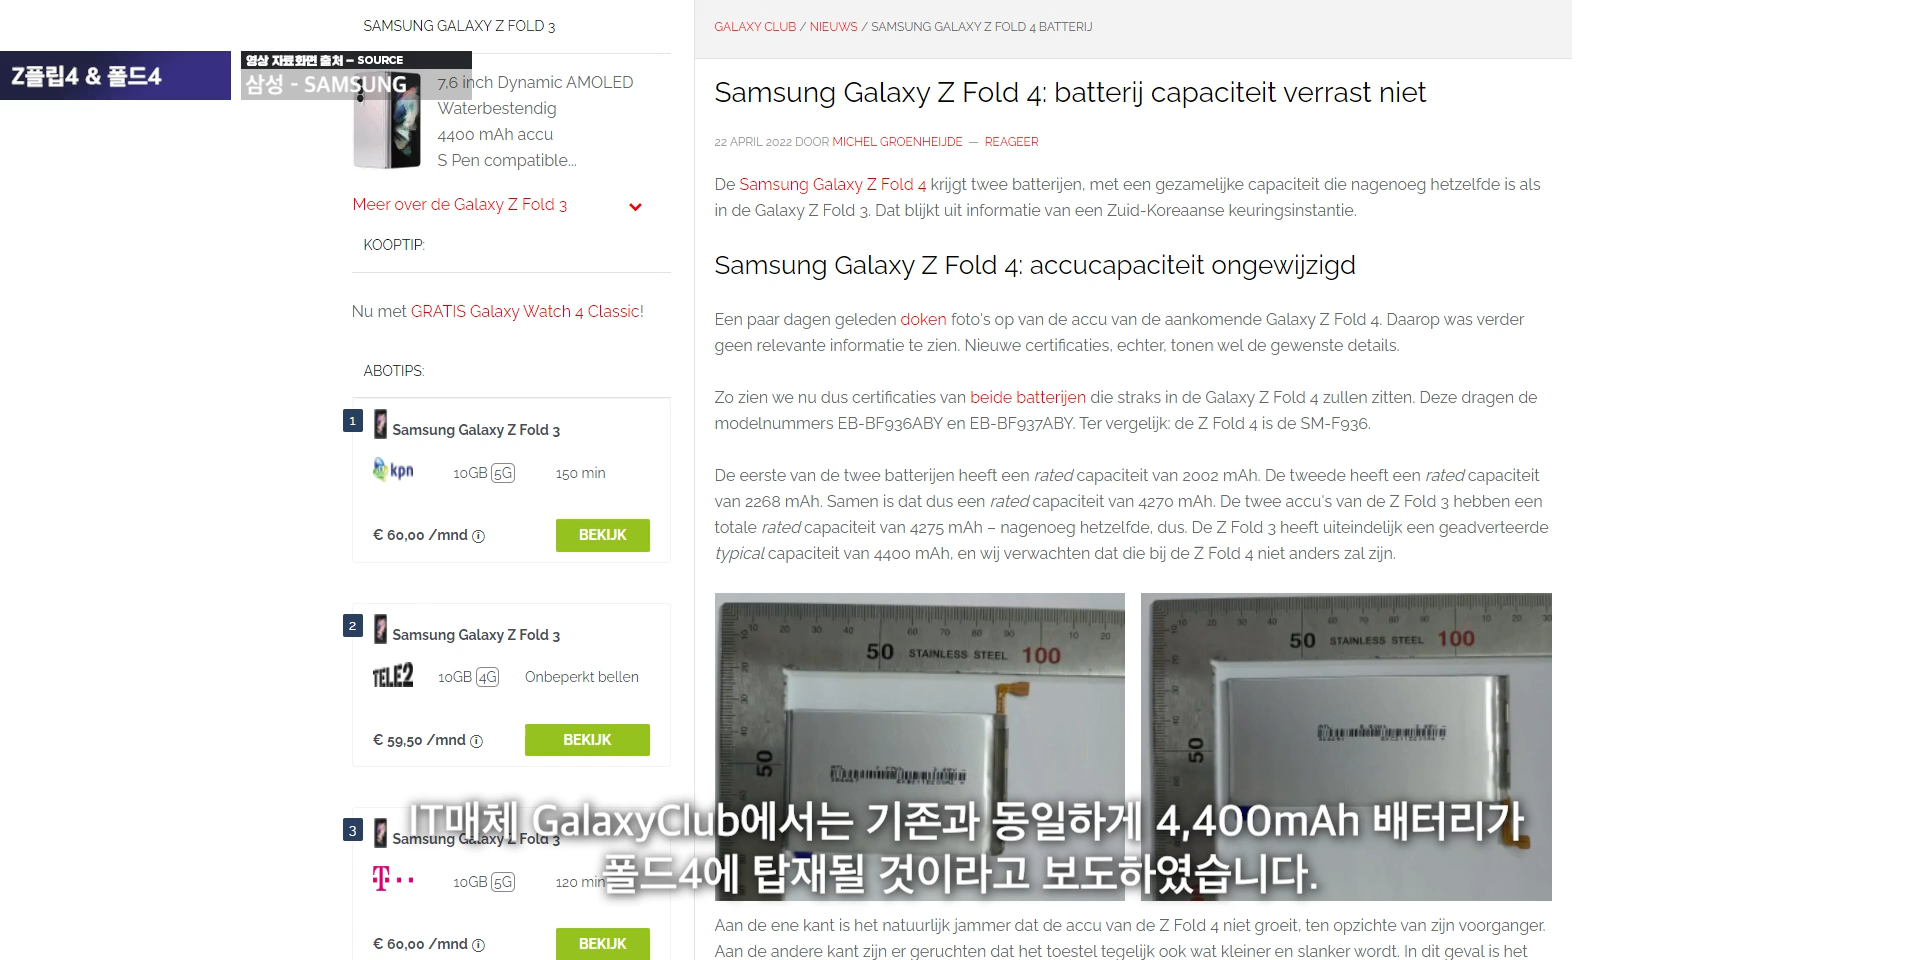 SAMSUNG GALAXY Z FOLD 3
Z플립4 & 폴드4
영상 자료화면 출처 – SOURCE
삼성 - SAMSUNG
7,6 inch Dynamic AMOLED
Waterbestendig
4400 mAh accu
S Pen compatible...
Meer over de Galaxy Z Fold 3
KOOPTIP:
Nu met GRATIS Galaxy Watch 4 Classic!
ABOTIPS:
1
Samsung Galaxy Z Fold 3
kpn
10GB 5G
150 min
€ 60,00 /mnd
BEKIJK
2
Samsung Galaxy Z Fold 3
TELE2
10GB 4G
Onbeperkt bellen
€ 59,50 /mnd
BEKIJK
3
Samsung Galaxy Z Fold 3
T
10GB 5G
120 min
€ 60,00 /mnd
BEKIJK
GALAXY CLUB / NIEUWS / SAMSUNG GALAXY Z FOLD 4 BATTERIJ
Samsung Galaxy Z Fold 4: batterij capaciteit verrast niet
22 APRIL 2022 DOOR MICHEL GROENHEIJDE — REAGEER
De Samsung Galaxy Z Fold 4 krijgt twee batterijen, met een gezamelijke capaciteit die nagenoeg hetzelfde is als
in de Galaxy Z Fold 3. Dat blijkt uit informatie van een Zuid-Koreaanse keuringsinstantie.
Samsung Galaxy Z Fold 4: accucapaciteit ongewijzigd
Een paar dagen geleden doken foto's op van de accu van de aankomende Galaxy Z Fold 4. Daarop was verder
geen relevante informatie te zien. Nieuwe certificaties, echter, tonen wel de gewenste details.
Zo zien we nu dus certificaties van beide batterijen die straks in de Galaxy Z Fold 4 zullen zitten. Deze dragen de
modelnummers EB-BF936ABY en EB-BF937ABY. Ter vergelijk: de Z Fold 4 is de SM-F936.
De eerste van de twee batterijen heeft een rated capaciteit van 2002 mAh. De tweede heeft een rated capaciteit
van 2268 mAh. Samen is dat dus een rated capaciteit van 4270 mAh. De twee accu's van de Z Fold 3 hebben een
totale rated capaciteit van 4275 mAh – nagenoeg hetzelfde, dus. De Z Fold 3 heeft uiteindelijk een geadverteerde
typical capaciteit van 4400 mAh, en wij verwachten dat die bij de Z Fold 4 niet anders zal zijn.
50 STAINLESS STEEL 100
50
50 STAINLESS STEEL 100
50
IT매체 GalaxyClub에서는 기존과 동일하게 4,400mAh 배터리가
폴드4에 탑재될 것이라고 보도하였습니다.
Aan de ene kant is het natuurlijk jammer dat de accu van de Z Fold 4 niet groeit, ten opzichte van zijn voorganger.
Aan de andere kant zijn er geruchten dat het toestel tegelijk ook wat kleiner en slanker wordt. In dit geval is het